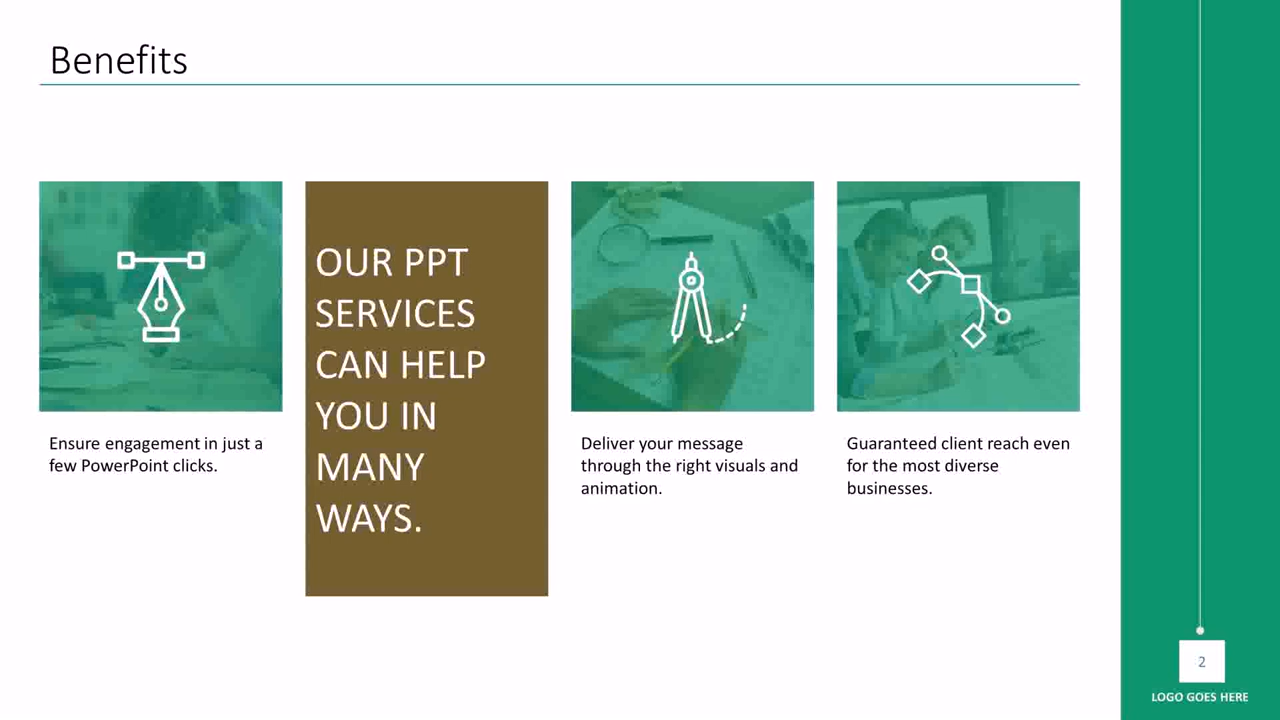 Benefits
Ensure engagement in just a
few PowerPoint clicks.
OUR PPT
SERVICES
CAN HELP
YOU IN
MANY
WAYS.
Deliver your message
through the right visuals and
animation.
Guaranteed client reach even
for the most diverse
businesses.
2
LOGO GOES HERE